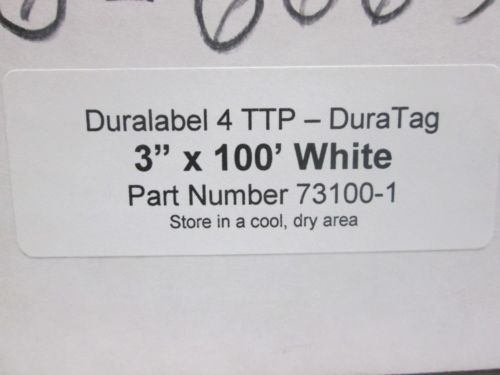 Duralabel 4 TTP – DuraTag
3” x 100’ White
Part Number 73100-1
Store in a cool, dry area